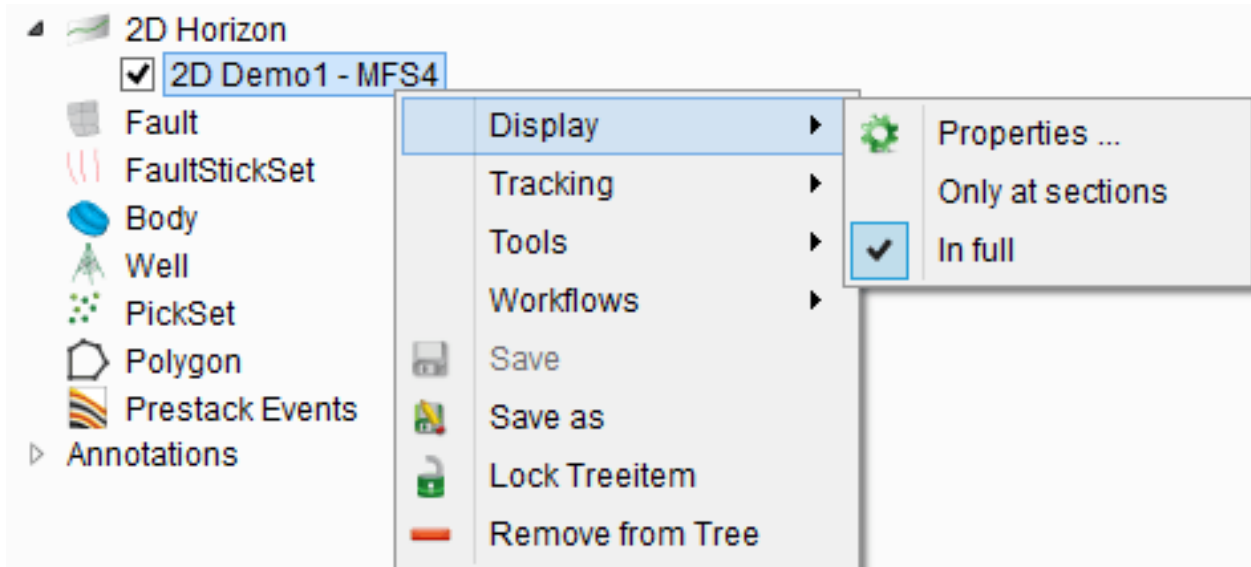 2D Horizon
2D Demo1 - MFS4
Fault
FaultStickSet
Body
Well
PickSet
Polygon
Prestack Events
Annotations
Display
Tracking
Tools
Workflows
Save
Save as
Lock Treeitem
Remove from Tree
Properties ...
Only at sections
In full